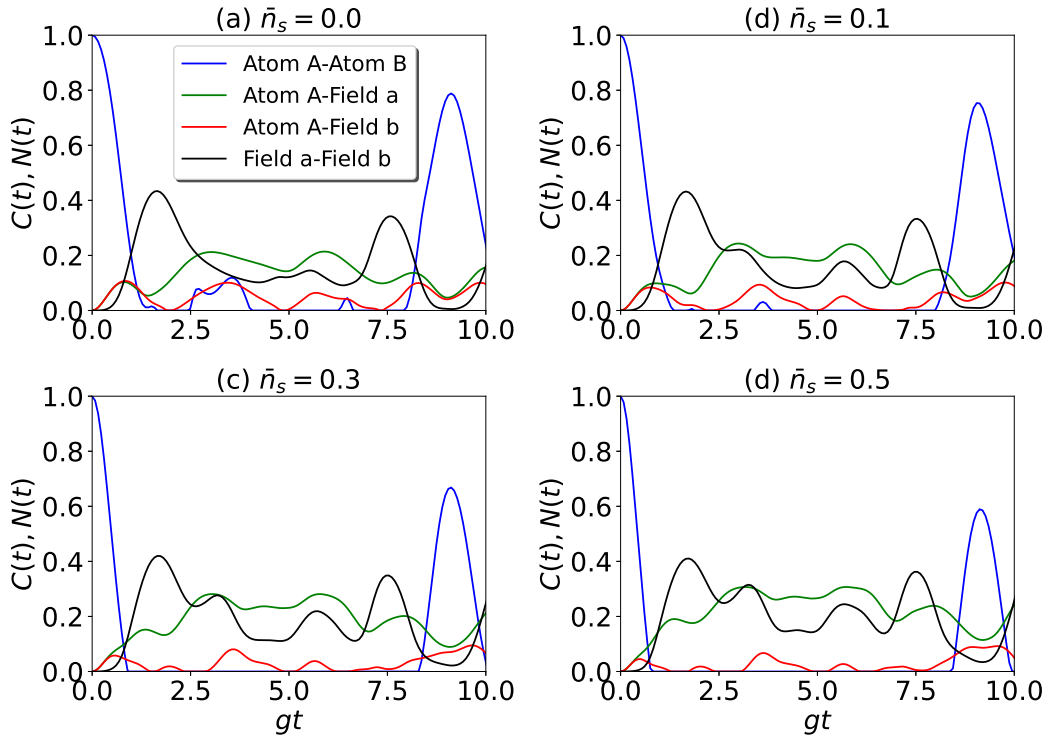 (a) n̄_s = 0.0
(d) n̄_s = 0.1
C(t), N(t)
1.0
0.8
0.6
0.4
0.2
0.0
0.0 2.5 5.0 7.5 10.0
Atom A-Atom B
Atom A-Field a
Atom A-Field b
Field a-Field b
C(t), N(t)
1.0
0.8
0.6
0.4
0.2
0.0
0.0 2.5 5.0 7.5 10.0
(c) n̄_s = 0.3
(d) n̄_s = 0.5
C(t), N(t)
1.0
0.8
0.6
0.4
0.2
0.0
0.0 2.5 5.0 7.5 10.0
gt
C(t), N(t)
1.0
0.8
0.6
0.4
0.2
0.0
0.0 2.5 5.0 7.5 10.0
gt